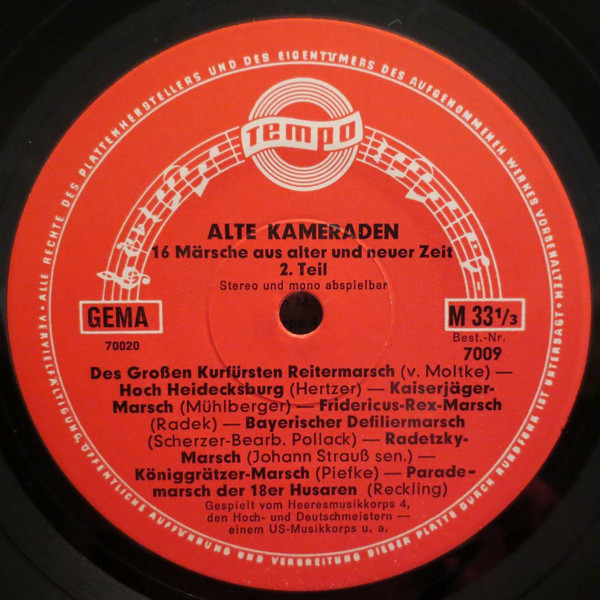 ALLE RECHTE DES PLATTENHERSTELLERS UND DES EIGENTÜMERS DES AUFGENOMMENEN WERKES VORBEHALTEN •
Tempo
ALTE KAMERADEN
16 Märsche aus alter und neuer Zeit
2. Teil
Stereo und mono abspielbar
GEMA
M 33 1/3
70020
Best.-Nr.
7009
Des Großen Kurfürsten Reitermarsch (v. Moltke) —
Hoch Heidecksburg (Hertzer) — Kaiserjäger-
Marsch (Mühlberger) — Fridericus-Rex-Marsch
(Radek) — Bayerischer Defiliermarsch
(Scherzer-Bearb. Pollack) — Radetzky-
Marsch (Johann Strauß sen.) —
Königgrätzer-Marsch (Piefke) — Parade-
marsch der 18er Husaren (Reckling)
Gespielt vom Heeresmusikkorps 4,
den Hoch- und Deutschmeistern —
einem US-Musikkorps u. a.
VERVIELFÄLTIGUNG, ÖFFENTLICHE AUFFÜHRUNG UND VERBREITUNG DIESER PLATTE DURCH RUNDFUNK IST UNTERSAGT •